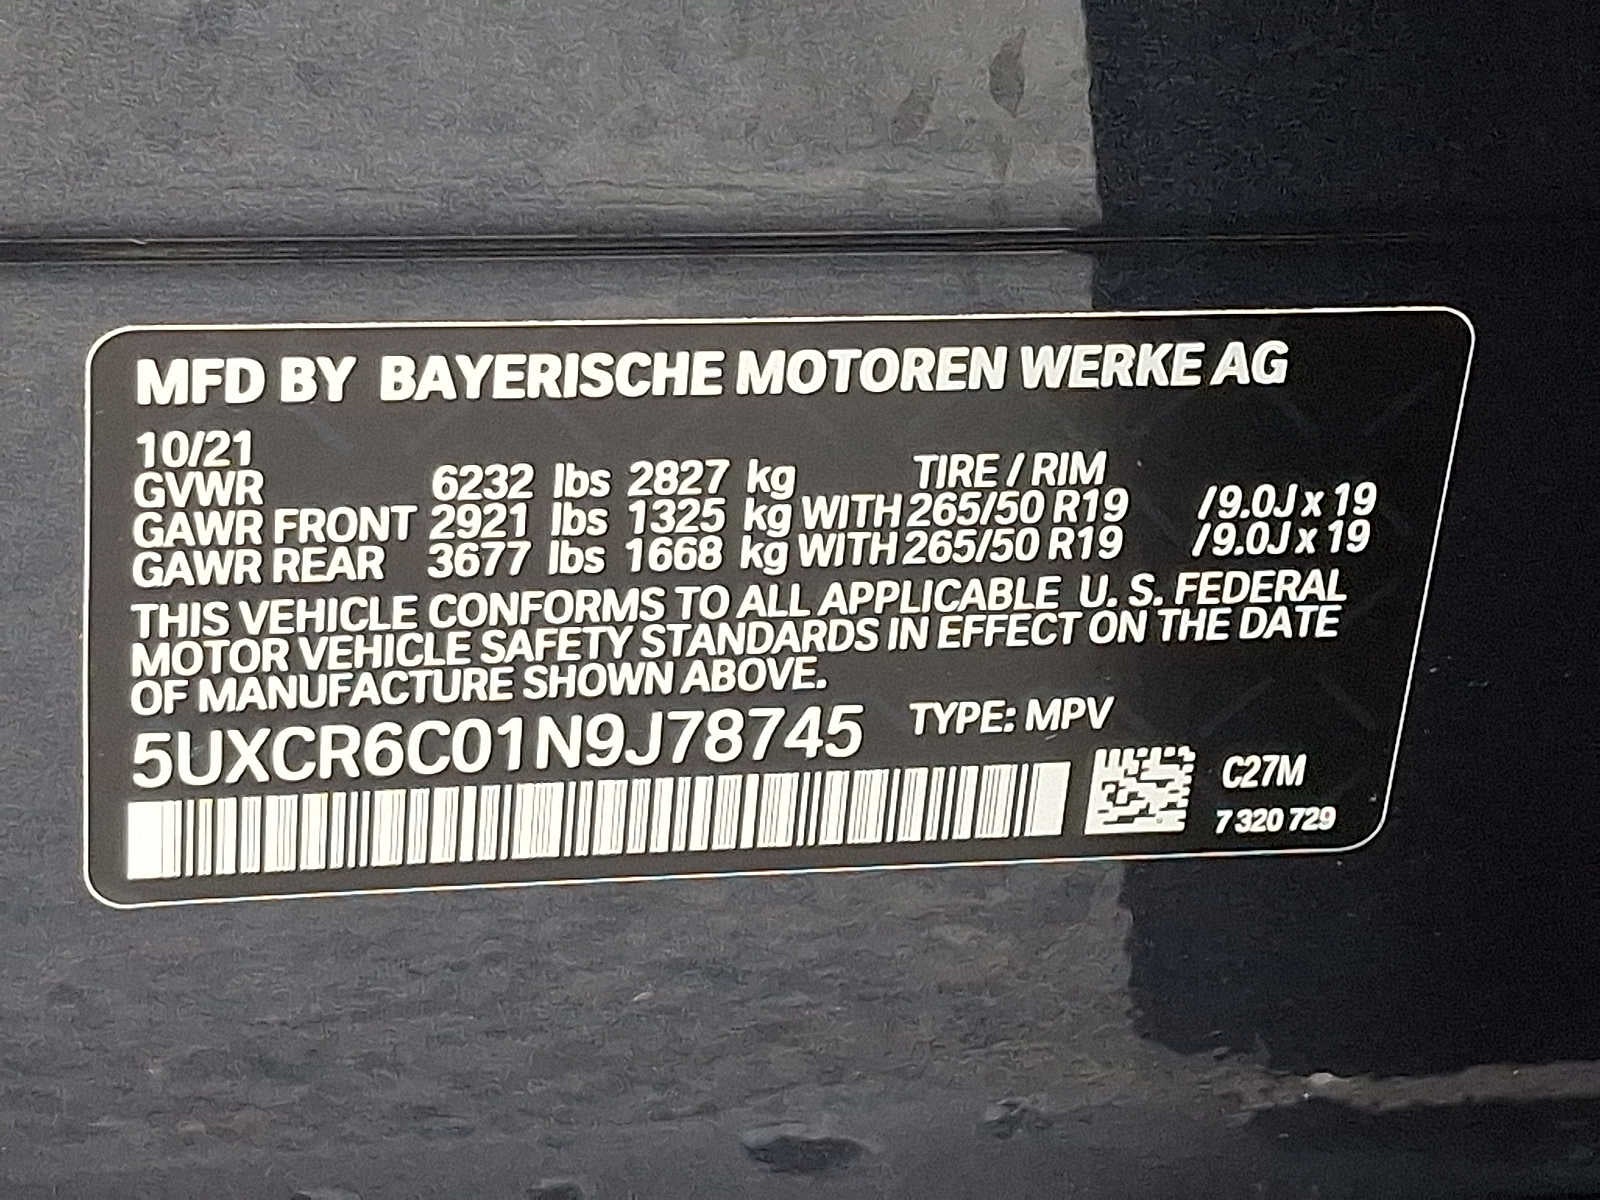 MFD BY BAYERISCHE MOTOREN WERKE AG
10/21
GVWR 6232 lbs 2827 kg TIRE / RIM
GAWR FRONT 2921 lbs 1325 kg WITH 265/50 R19 /9.0J x 19
GAWR REAR 3677 lbs 1668 kg WITH 265/50 R19 /9.0J x 19
THIS VEHICLE CONFORMS TO ALL APPLICABLE U. S. FEDERAL
MOTOR VEHICLE SAFETY STANDARDS IN EFFECT ON THE DATE
OF MANUFACTURE SHOWN ABOVE.
5UXCR6C01N9J78745 TYPE: MPV
C27M
7 320 729